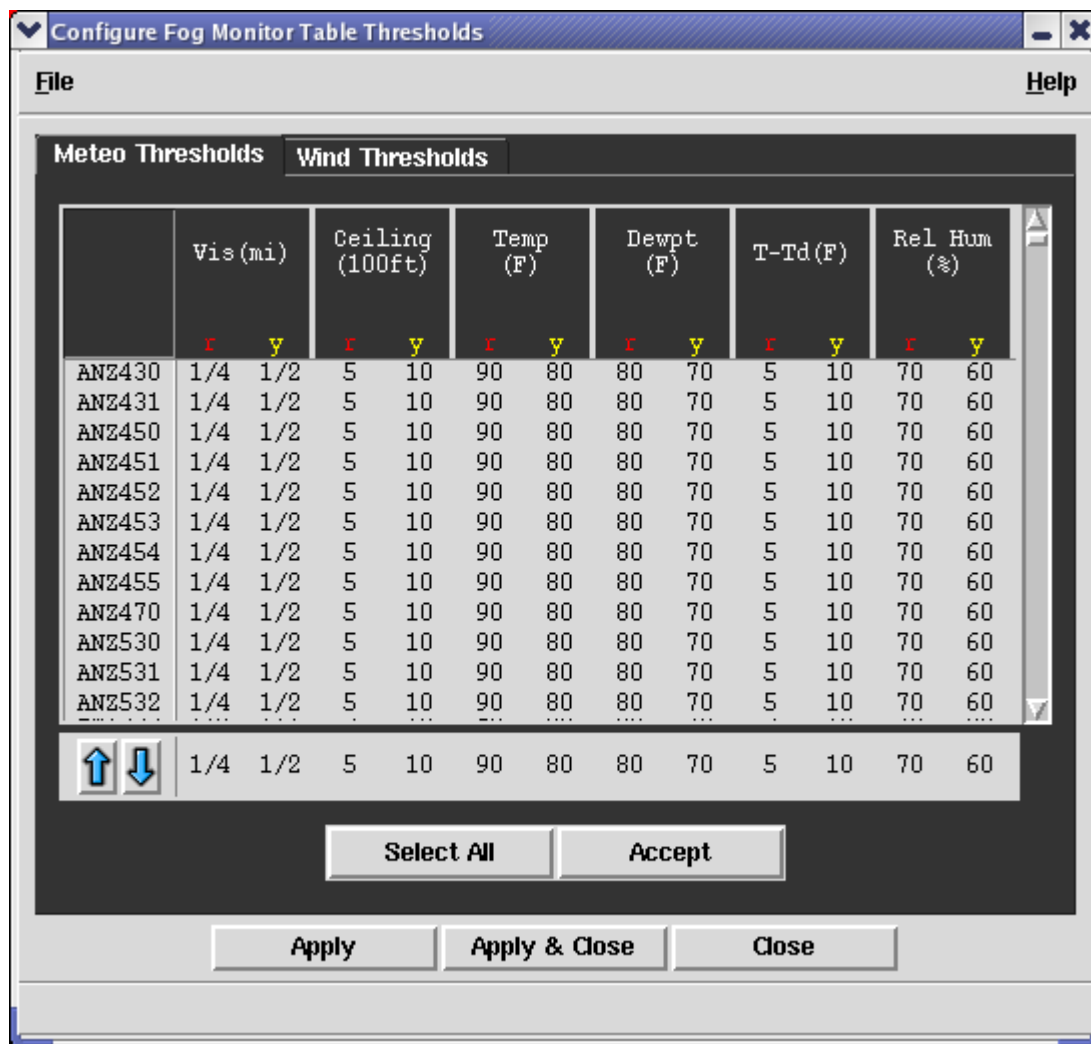 Configure Fog Monitor Table Thresholds
File Help
Meteo Thresholds Wind Thresholds
Vis(mi) Ceiling (100ft) Temp (F) Dewpt (F) T-Td(F) Rel Hum (%)
r y r y r y r y r y r y
ANZ430 1/4 1/2 5 10 90 80 80 70 5 10 70 60
ANZ431 1/4 1/2 5 10 90 80 80 70 5 10 70 60
ANZ450 1/4 1/2 5 10 90 80 80 70 5 10 70 60
ANZ451 1/4 1/2 5 10 90 80 80 70 5 10 70 60
ANZ452 1/4 1/2 5 10 90 80 80 70 5 10 70 60
ANZ453 1/4 1/2 5 10 90 80 80 70 5 10 70 60
ANZ454 1/4 1/2 5 10 90 80 80 70 5 10 70 60
ANZ455 1/4 1/2 5 10 90 80 80 70 5 10 70 60
ANZ470 1/4 1/2 5 10 90 80 80 70 5 10 70 60
ANZ530 1/4 1/2 5 10 90 80 80 70 5 10 70 60
ANZ531 1/4 1/2 5 10 90 80 80 70 5 10 70 60
ANZ532 1/4 1/2 5 10 90 80 80 70 5 10 70 60
1/4 1/2 5 10 90 80 80 70 5 10 70 60
Select All Accept
Apply Apply & Close Close